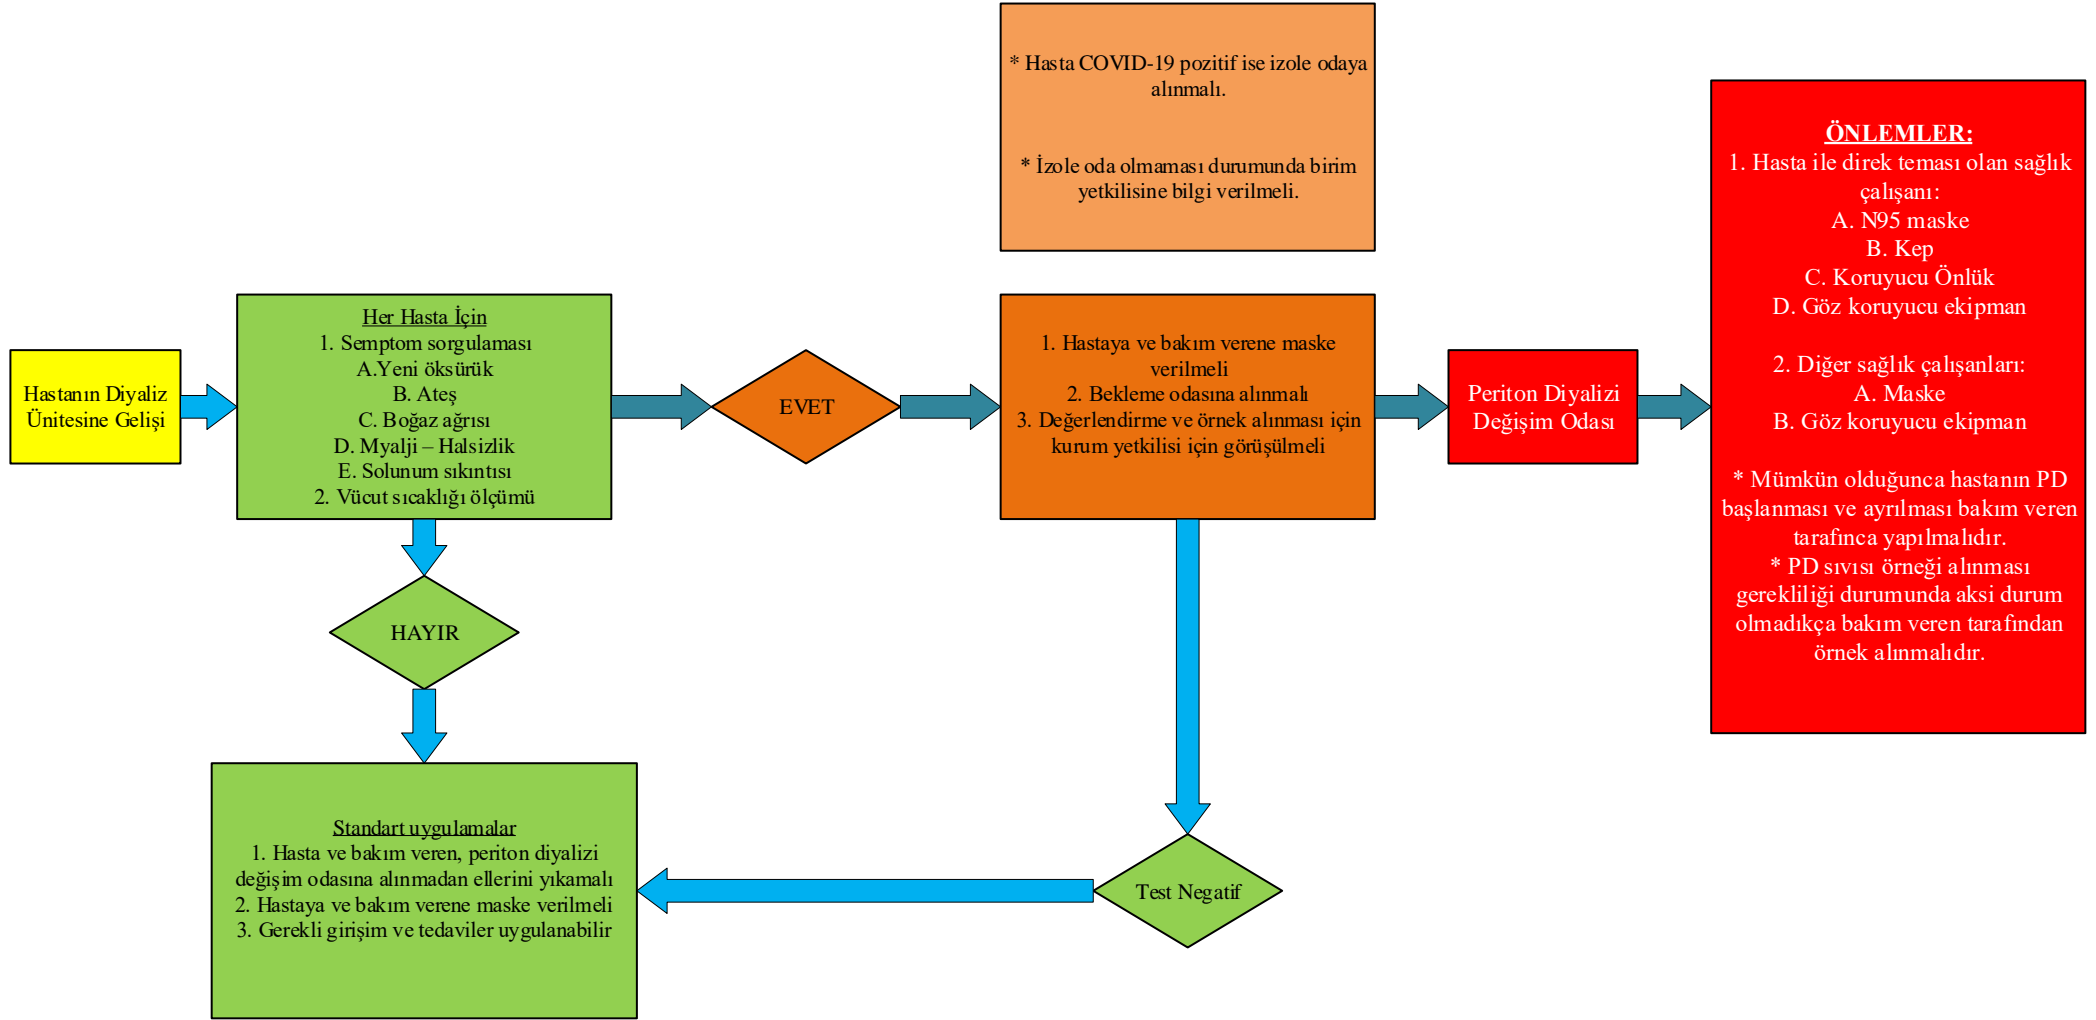 * Hasta COVID-19 pozitif ise izole odaya
alınmalı.
* İzole oda olmaması durumunda birim
yetkilisine bilgi verilmeli.
Hastanın Diyaliz
Ünitesine Gelişi
Her Hasta İçin
1. Semptom sorgulaması
A.Yeni öksürük
B. Ateş
C. Boğaz ağrısı
D. Myalji – Halsizlik
E. Solunum sıkıntısı
2. Vücut sıcaklığı ölçümü
EVET
1. Hastaya ve bakım verene maske
verilmeli
2. Bekleme odasına alınmalı
3. Değerlendirme ve örnek alınması için
kurum yetkilisi için görüşülmeli
Periton Diyalizi
Değişim Odası
ÖNLEMLER:
1. Hasta ile direk teması olan sağlık
çalışanı:
A. N95 maske
B. Kep
C. Koruyucu Önlük
D. Göz koruyucu ekipman
2. Diğer sağlık çalışanları:
A. Maske
B. Göz koruyucu ekipman
* Mümkün olduğunca hastanın PD
başlanması ve ayrılması bakım veren
tarafınca yapılmalıdır.
* PD sıvısı örneği alınması
gerekliliği durumunda aksi durum
olmadıkça bakım veren tarafından
örnek alınmalıdır.
HAYIR
Standart uygulamalar
1. Hasta ve bakım veren, periton diyalizi
değişim odasına alınmadan ellerini yıkamalı
2. Hastaya ve bakım verene maske verilmeli
3. Gerekli girişim ve tedaviler uygulanabilir
Test Negatif